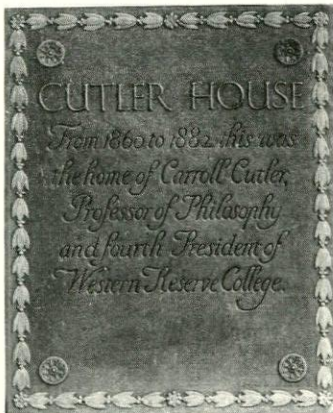 CUTLER HOUSE
From 1860 to 1882 this was
the home of Carroll Cutler,
Professor of Philosophy
and fourth President of
Western Reserve College.